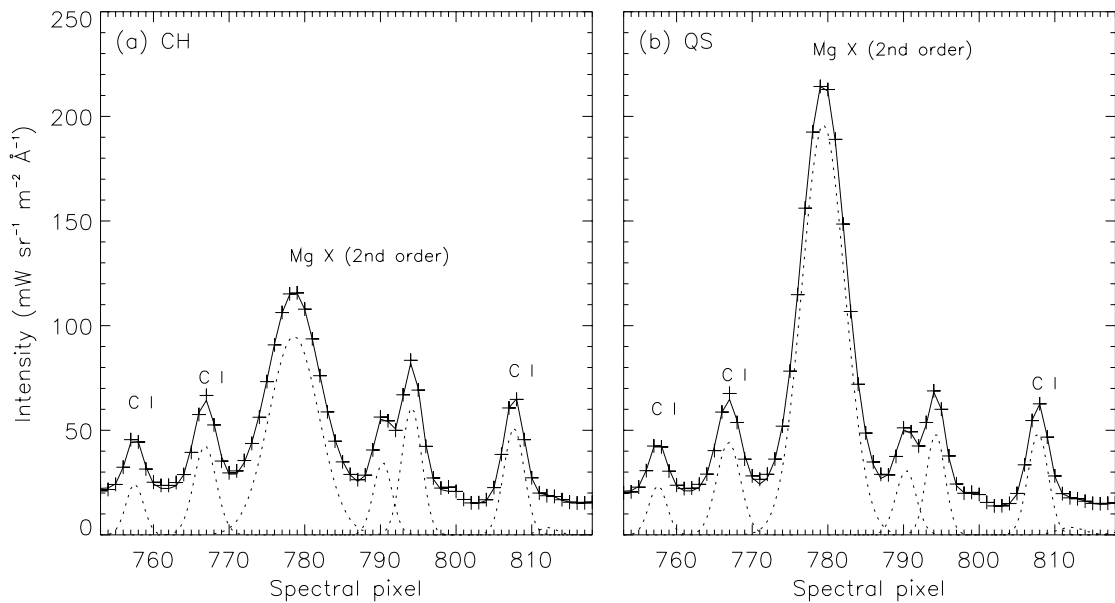 (a) CH
Mg X (2nd order)
C I
C I
C I
250
200
150
100
50
0
Intensity (mW sr⁻¹ m⁻² Å⁻¹)
760 770 780 790 800 810
Spectral pixel
(b) QS
Mg X (2nd order)
C I
C I
C I
760 770 780 790 800 810
Spectral pixel